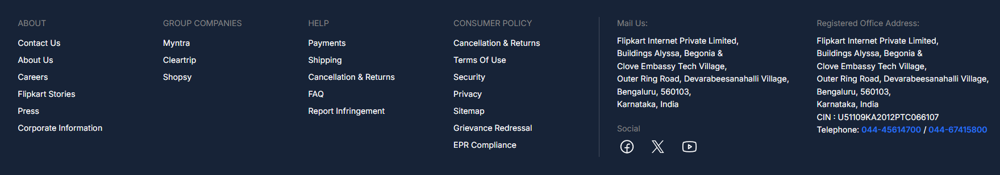 ABOUT
Contact Us
About Us
Careers
Flipkart Stories
Press
Corporate Information
GROUP COMPANIES
Myntra
Cleartrip
Shopsy
HELP
Payments
Shipping
Cancellation & Returns
FAQ
Report Infringement
CONSUMER POLICY
Cancellation & Returns
Terms Of Use
Security
Privacy
Sitemap
Grievance Redressal
EPR Compliance
Mail Us:
Flipkart Internet Private Limited,
Buildings Alyssa, Begonia &
Clove Embassy Tech Village,
Outer Ring Road, Devarabeesanahalli Village,
Bengaluru, 560103,
Karnataka, India
Social
Registered Office Address:
Flipkart Internet Private Limited,
Buildings Alyssa, Begonia &
Clove Embassy Tech Village,
Outer Ring Road, Devarabeesanahalli Village,
Bengaluru, 560103,
Karnataka, India
CIN : U51109KA2012PTC066107
Telephone: 044-45614700 / 044-67415800